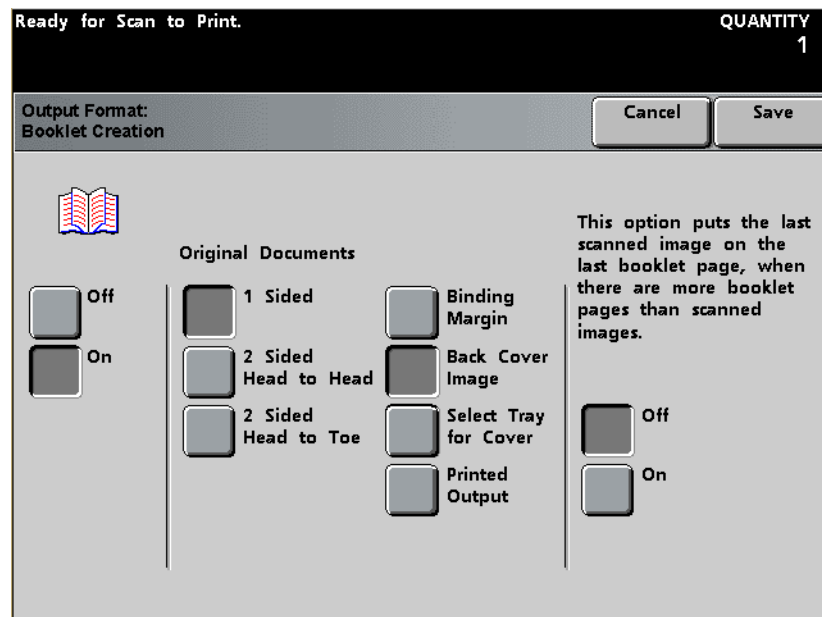 Ready for Scan to Print.
QUANTITY
1
Output Format:
Booklet Creation
Cancel
Save
Off
On
Original Documents
1 Sided
2 Sided
Head to Head
2 Sided
Head to Toe
Binding
Margin
Back Cover
Image
Select Tray
for Cover
Printed
Output
This option puts the last
scanned image on the
last booklet page, when
there are more booklet
pages than scanned
images.
Off
On